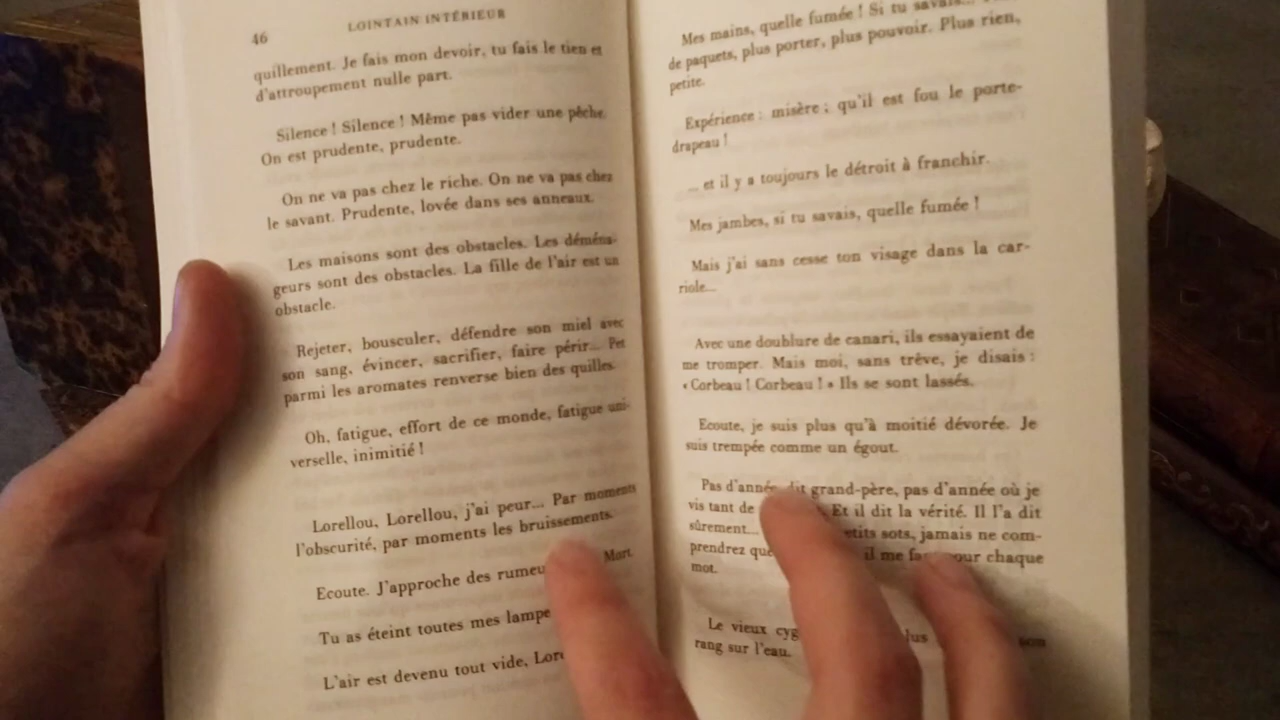 46
LOINTAIN INTÉRIEUR
quillement. Je fais mon devoir, tu fais le tien et
d'attroupement nulle part.
Silence ! Silence ! Même pas vider une pêche.
On est prudente, prudente.
On ne va pas chez le riche. On ne va pas chez
le savant. Prudente, lovée dans ses anneaux.
Les maisons sont des obstacles. Les déména-
geurs sont des obstacles. La fille de l'air est un
obstacle.
Rejeter, bousculer, défendre son miel avec
son sang, évincer, sacrifier, faire périr... Pet
parmi les aromates renverse bien des quilles.
Oh, fatigue, effort de ce monde, fatigue uni-
verselle, inimitié !
Lorellou, Lorellou, j'ai peur... Par moments
l'obscurité, par moments les bruissements.
Ecoute. J'approche des rumeu Mort.
Tu as éteint toutes mes lampe
L'air est devenu tout vide, Lore
Mes mains, quelle fumée ! Si tu savais...
de paquets, plus porter, plus pouvoir. Plus rien,
petite.
Expérience : misère ; qu'il est fou le porte-
drapeau !
... et il y a toujours le détroit à franchir.
Mes jambes, si tu savais, quelle fumée !
Mais j'ai sans cesse ton visage dans la car-
riole...
Avec une doublure de canari, ils essayaient de
me tromper. Mais moi, sans trêve, je disais :
« Corbeau ! Corbeau ! » Ils se sont lassés.
Ecoute, je suis plus qu'à moitié dévorée. Je
suis trempée comme un égout.
Pas d'année dit grand-père, pas d'année où je
vis tant de Et il dit la vérité. Il l'a dit
sûrement... etits sots, jamais ne com-
prendrez que il me faut pour chaque
mot.
Le vieux cyg lus son
rang sur l'eau.